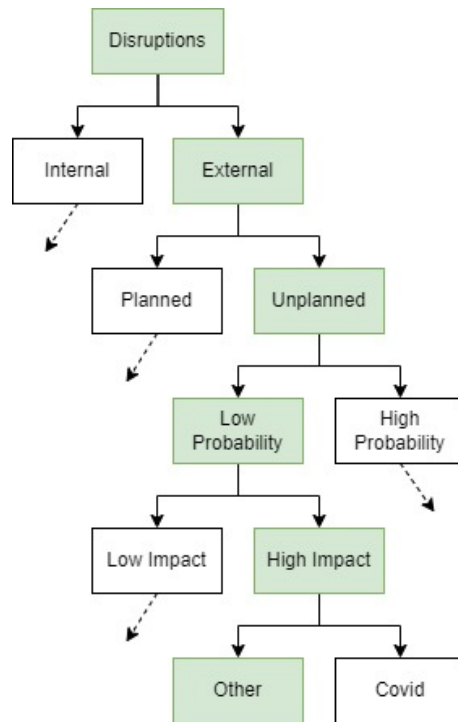 Disruptions
Internal
External
Planned
Unplanned
Low
Probability
High
Probability
Low Impact
High Impact
Other
Covid